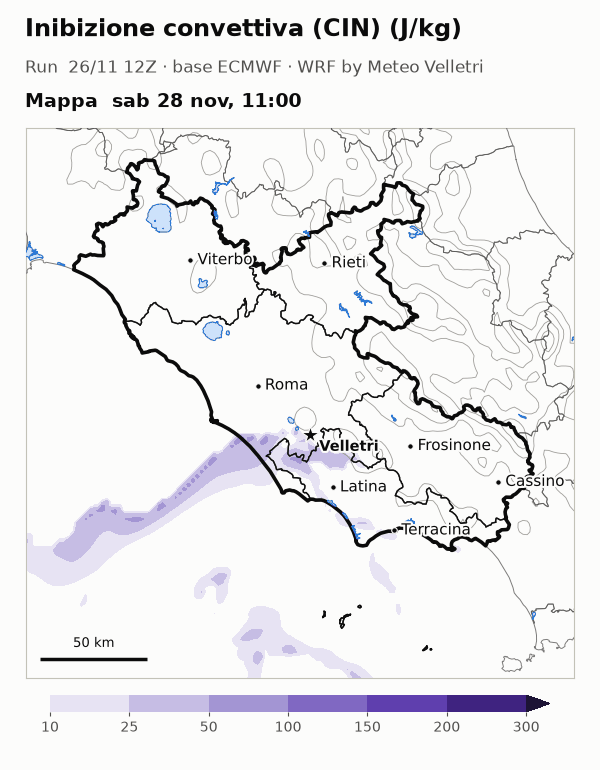 Inibizione convettiva (CIN) (J/kg)
Run 26/11 12Z · base ECMWF · WRF by Meteo Velletri
Mappa sab 28 nov, 11:00
Viterbo
Rieti
Roma
Velletri
Frosinone
Cassino
Latina
Terracina
50 km
10 25 50 100 150 200 300